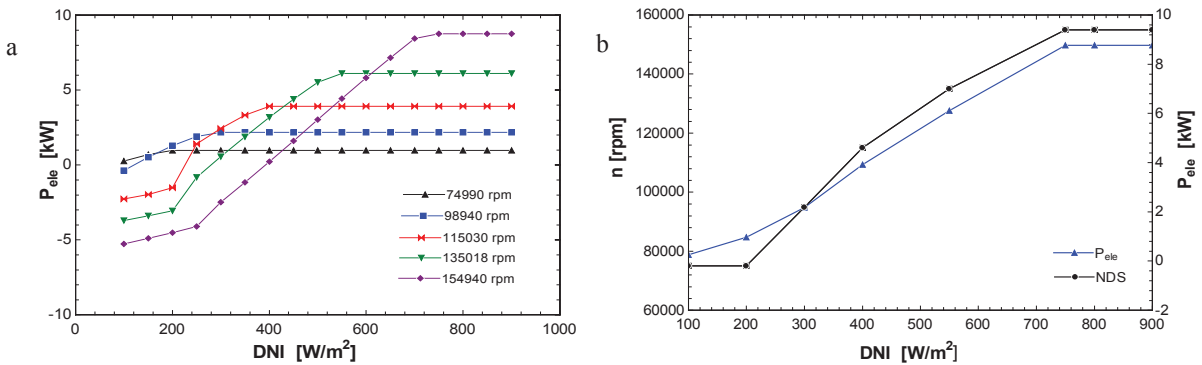 a
10
5
0
-5
-10
P_ele [kW]
0
200
400
600
800
1000
DNI [W/m²]
74990 rpm
98940 rpm
115030 rpm
135018 rpm
154940 rpm
b
160000
140000
120000
100000
80000
60000
n [rpm]
100
200
300
400
500
600
700
800
900
DNI [W/m²]
10
8
6
4
2
0
-2
P_ele [kW]
P_ele
NDS